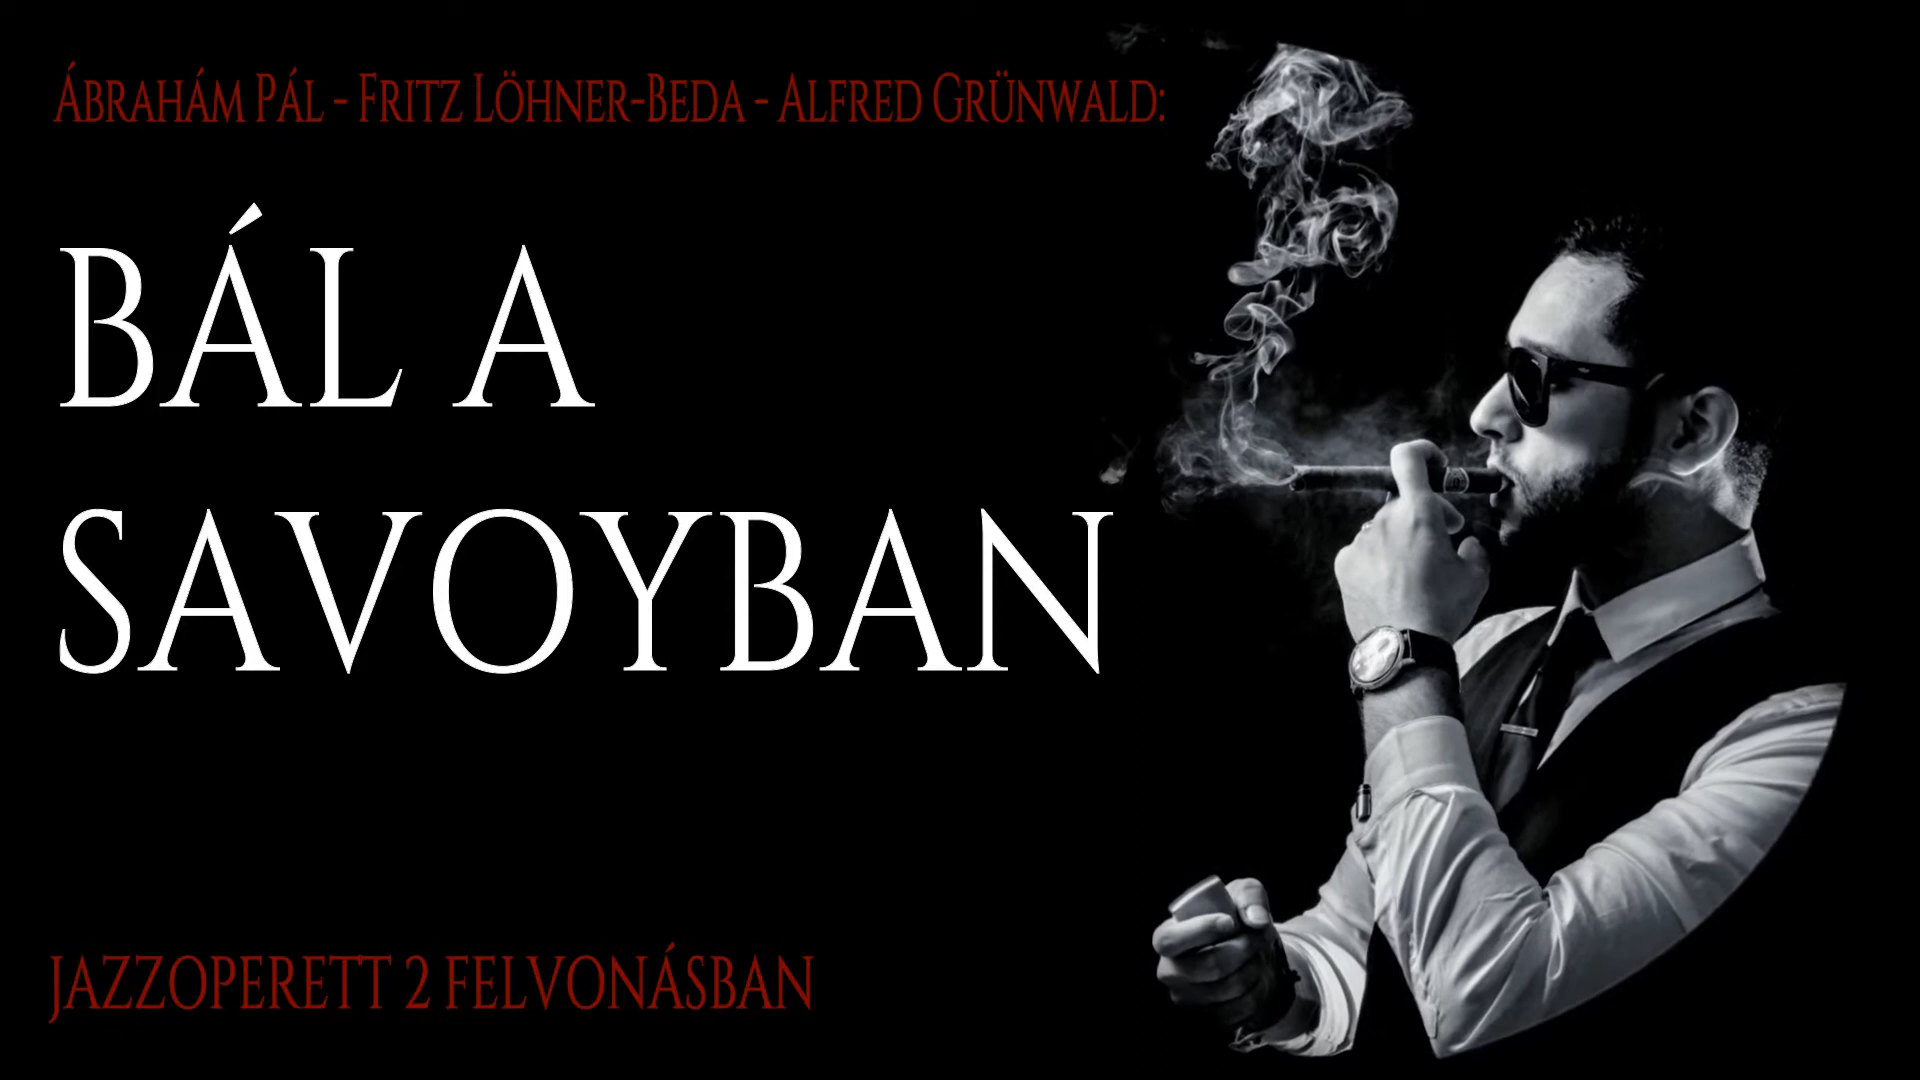 ÁBRAHÁM PÁL - FRITZ LÖHNER-BEDA - ALFRED GRÜNWALD:
BÁL A
SAVOYBAN
JAZZOPERETT 2 FELVONÁSBAN